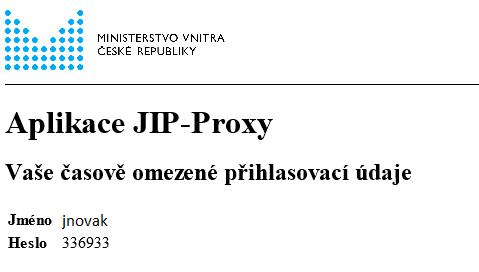 MINISTERSTVO VNITRA
ČESKÉ REPUBLIKY
Aplikace JIP-Proxy
Vaše časově omezené přihlasovací údaje
Jméno jnovak
Heslo 336933